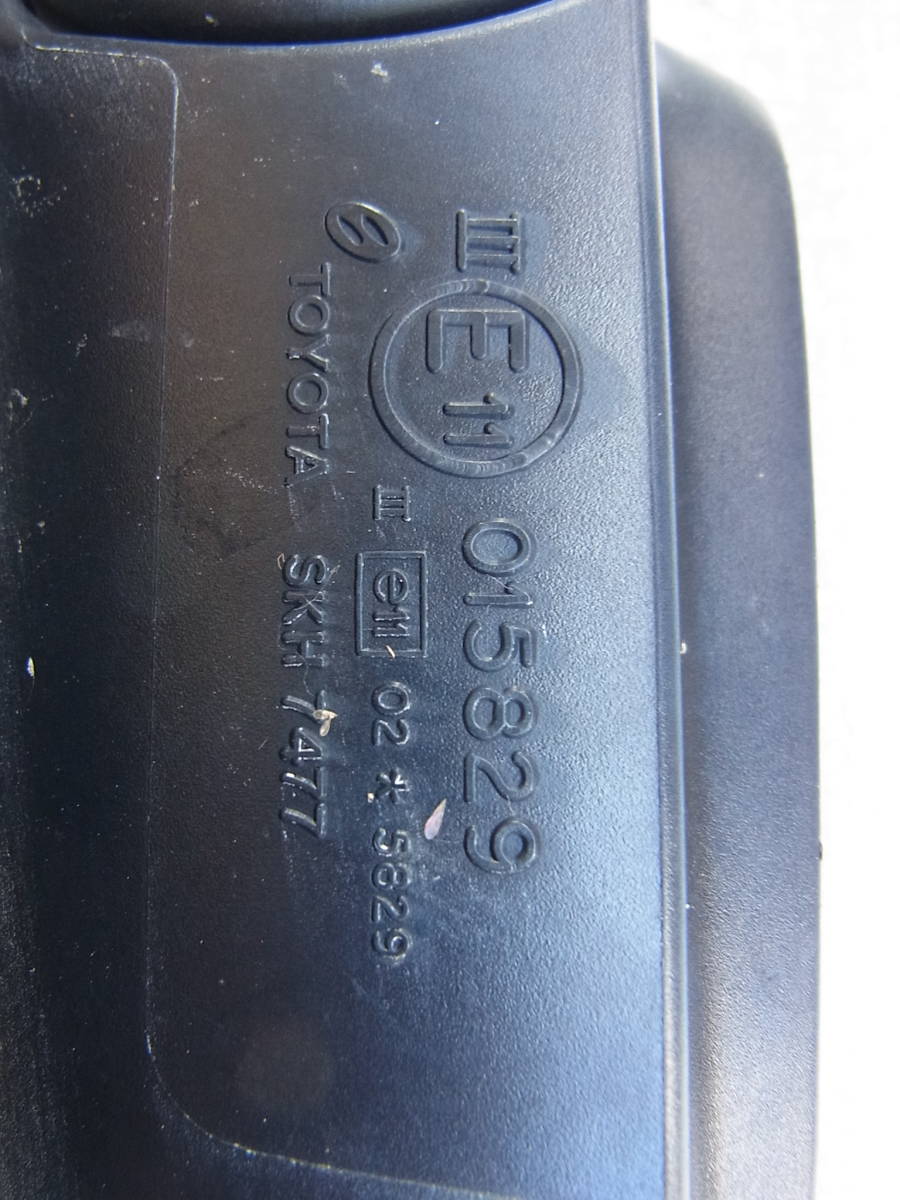 III E 11 015829
II e11 02 * 5829
TOYOTA SKH 7477